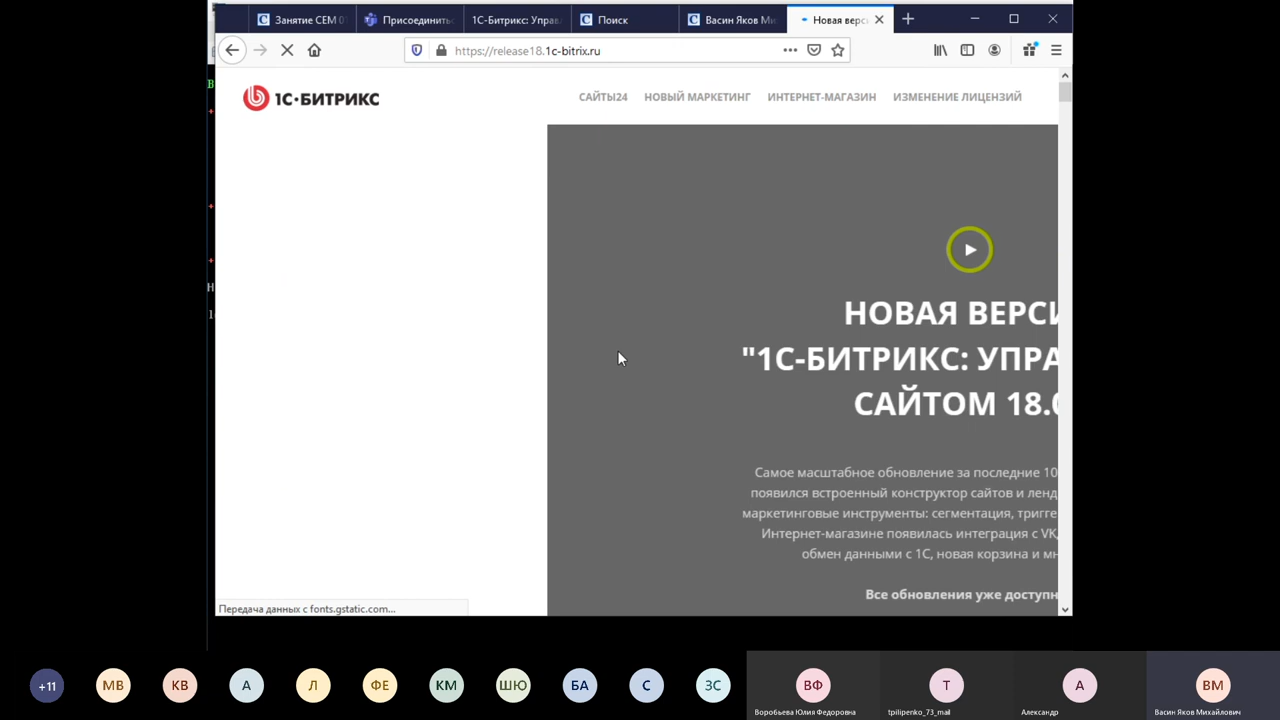 Занятие СЕМ 0
Присоединитьс
1С-Битрикс: Управ
Поиск
Васин Яков Ми
Новая верси
https://release18.1c-bitrix.ru
1С·БИТРИКС
САЙТЫ24
НОВЫЙ МАРКЕТИНГ
ИНТЕРНЕТ-МАГАЗИН
ИЗМЕНЕНИЕ ЛИЦЕНЗИЙ
НОВАЯ ВЕРСИ
"1С-БИТРИКС: УПРА
САЙТОМ 18.0
Самое масштабное обновление за последние 10
появился встроенный конструктор сайтов и ленд
маркетинговые инструменты: сегментация, тригге
Интернет-магазине появилась интеграция с VK,
обмен данными с 1С, новая корзина и мн
Все обновления уже доступн
Передача данных с fonts.gstatic.com...
+11
МВ
КВ
А
Л
ФЕ
КМ
ШЮ
БА
С
ЗС
ВФ
Т
А
ВМ
Воробьева Юлия Федоровна
tpilipenko_73_mail
Александр
Васин Яков Михайлович